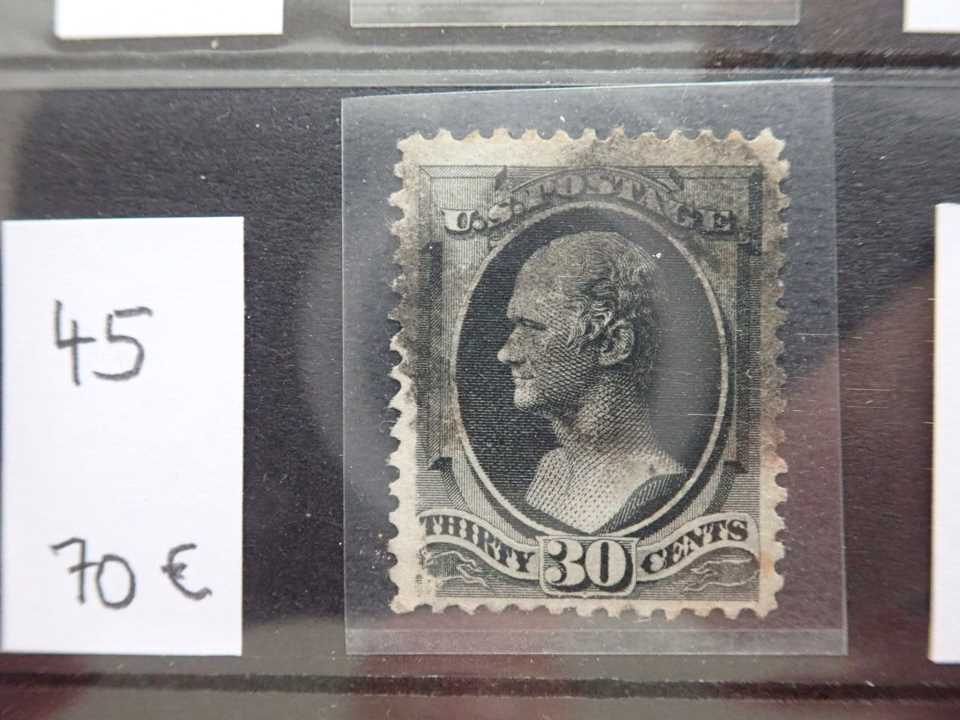 45
70 €
U.S. POSTAGE
THIRTY 30 CENTS